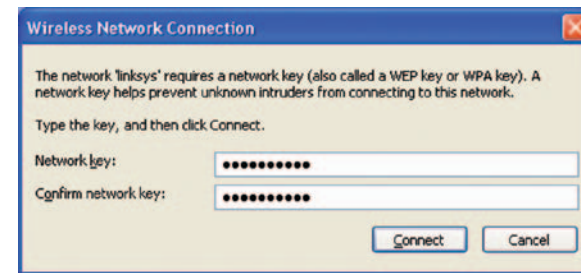 Wireless Network Connection
The network 'linksys' requires a network key (also called a WEP key or WPA key). A
network key helps prevent unknown intruders from connecting to this network.
Type the key, and then click Connect.
Network key: ••••••••••
Confirm network key: ••••••••••
Connect Cancel